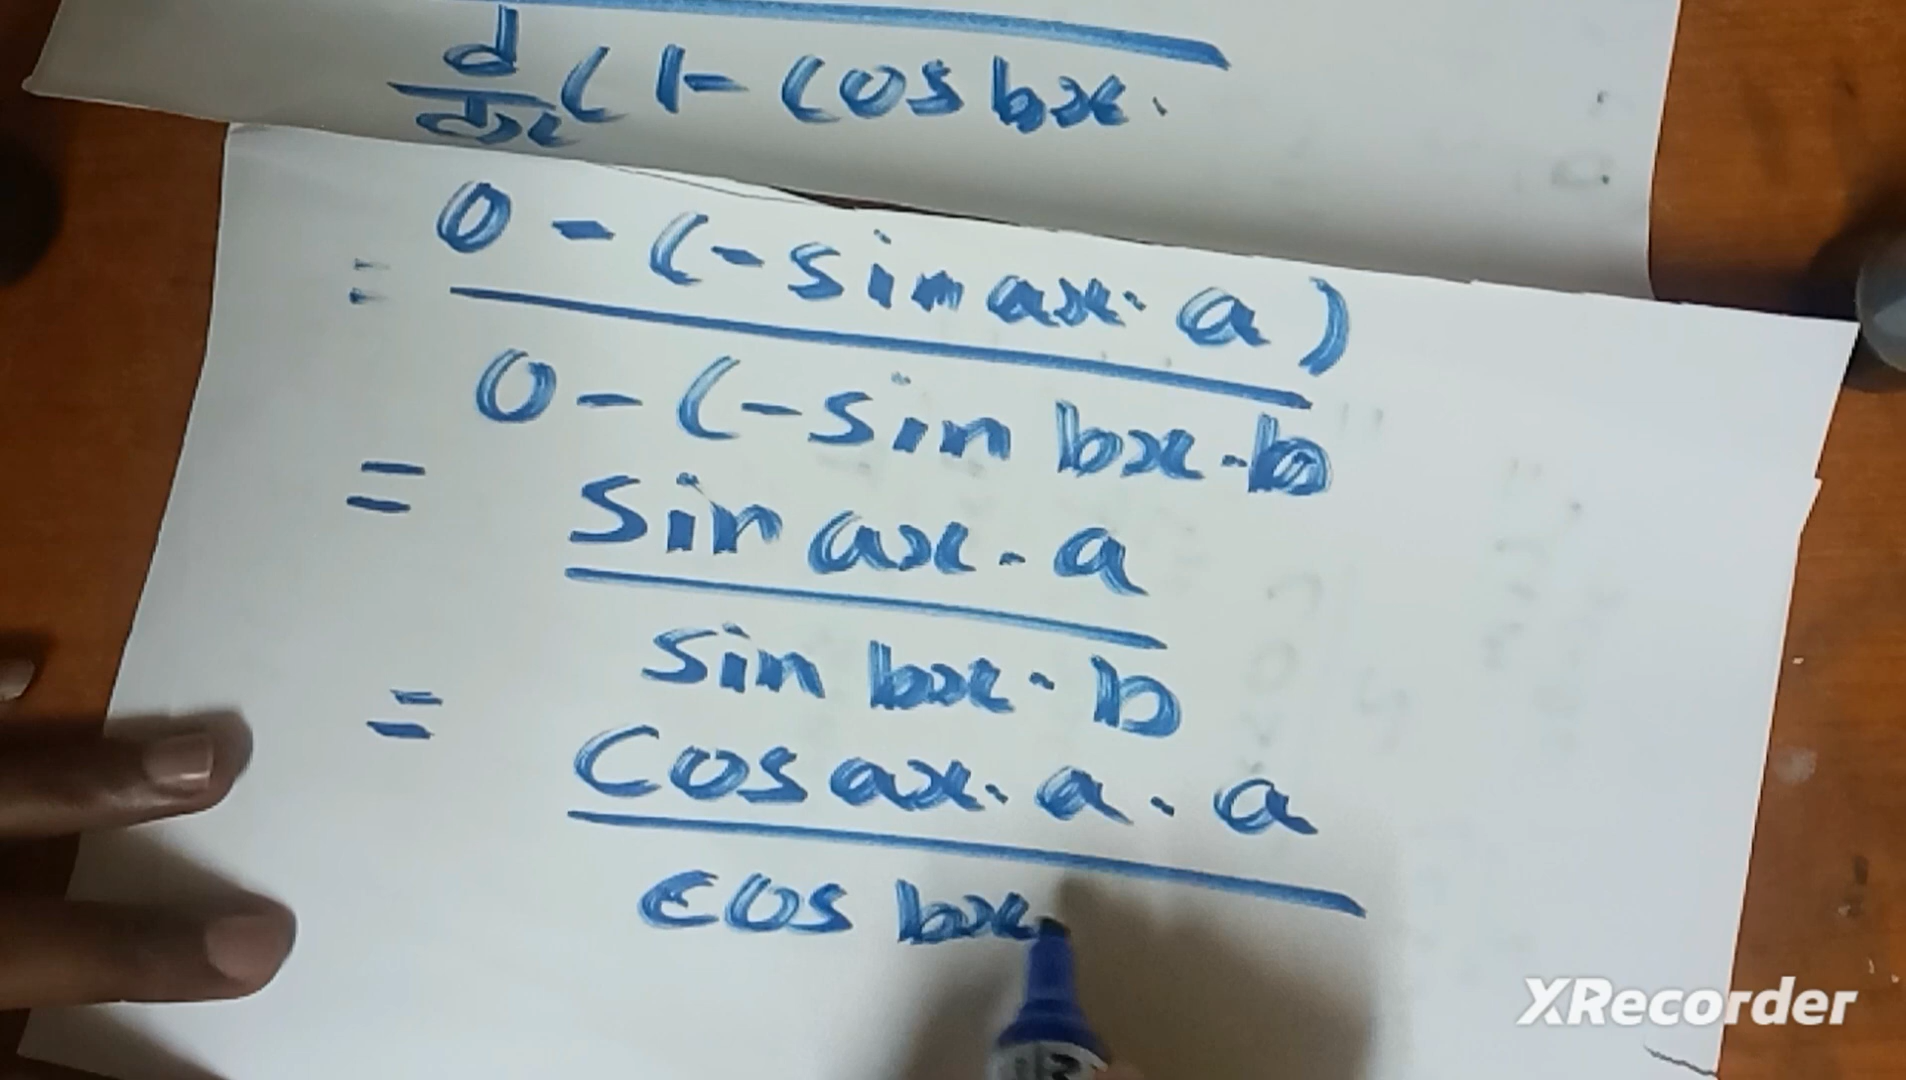 d/dx (1 - cos bx.
= 0 - (-sin ax. a)
0 - (-sin bx. b
= sin ax. a
sin bx. b
= cos ax. a. a
cos bx.
XRecorder